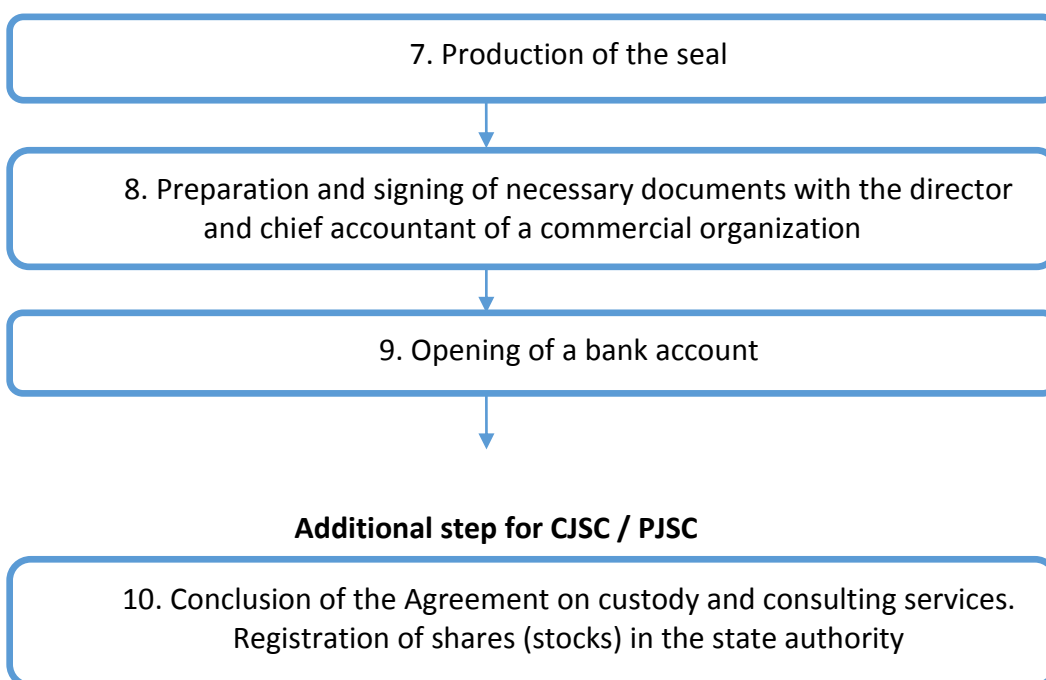 7. Production of the seal
8. Preparation and signing of necessary documents with the director
and chief accountant of a commercial organization
9. Opening of a bank account
Additional step for CJSC / PJSC
10. Conclusion of the Agreement on custody and consulting services.
Registration of shares (stocks) in the state authority